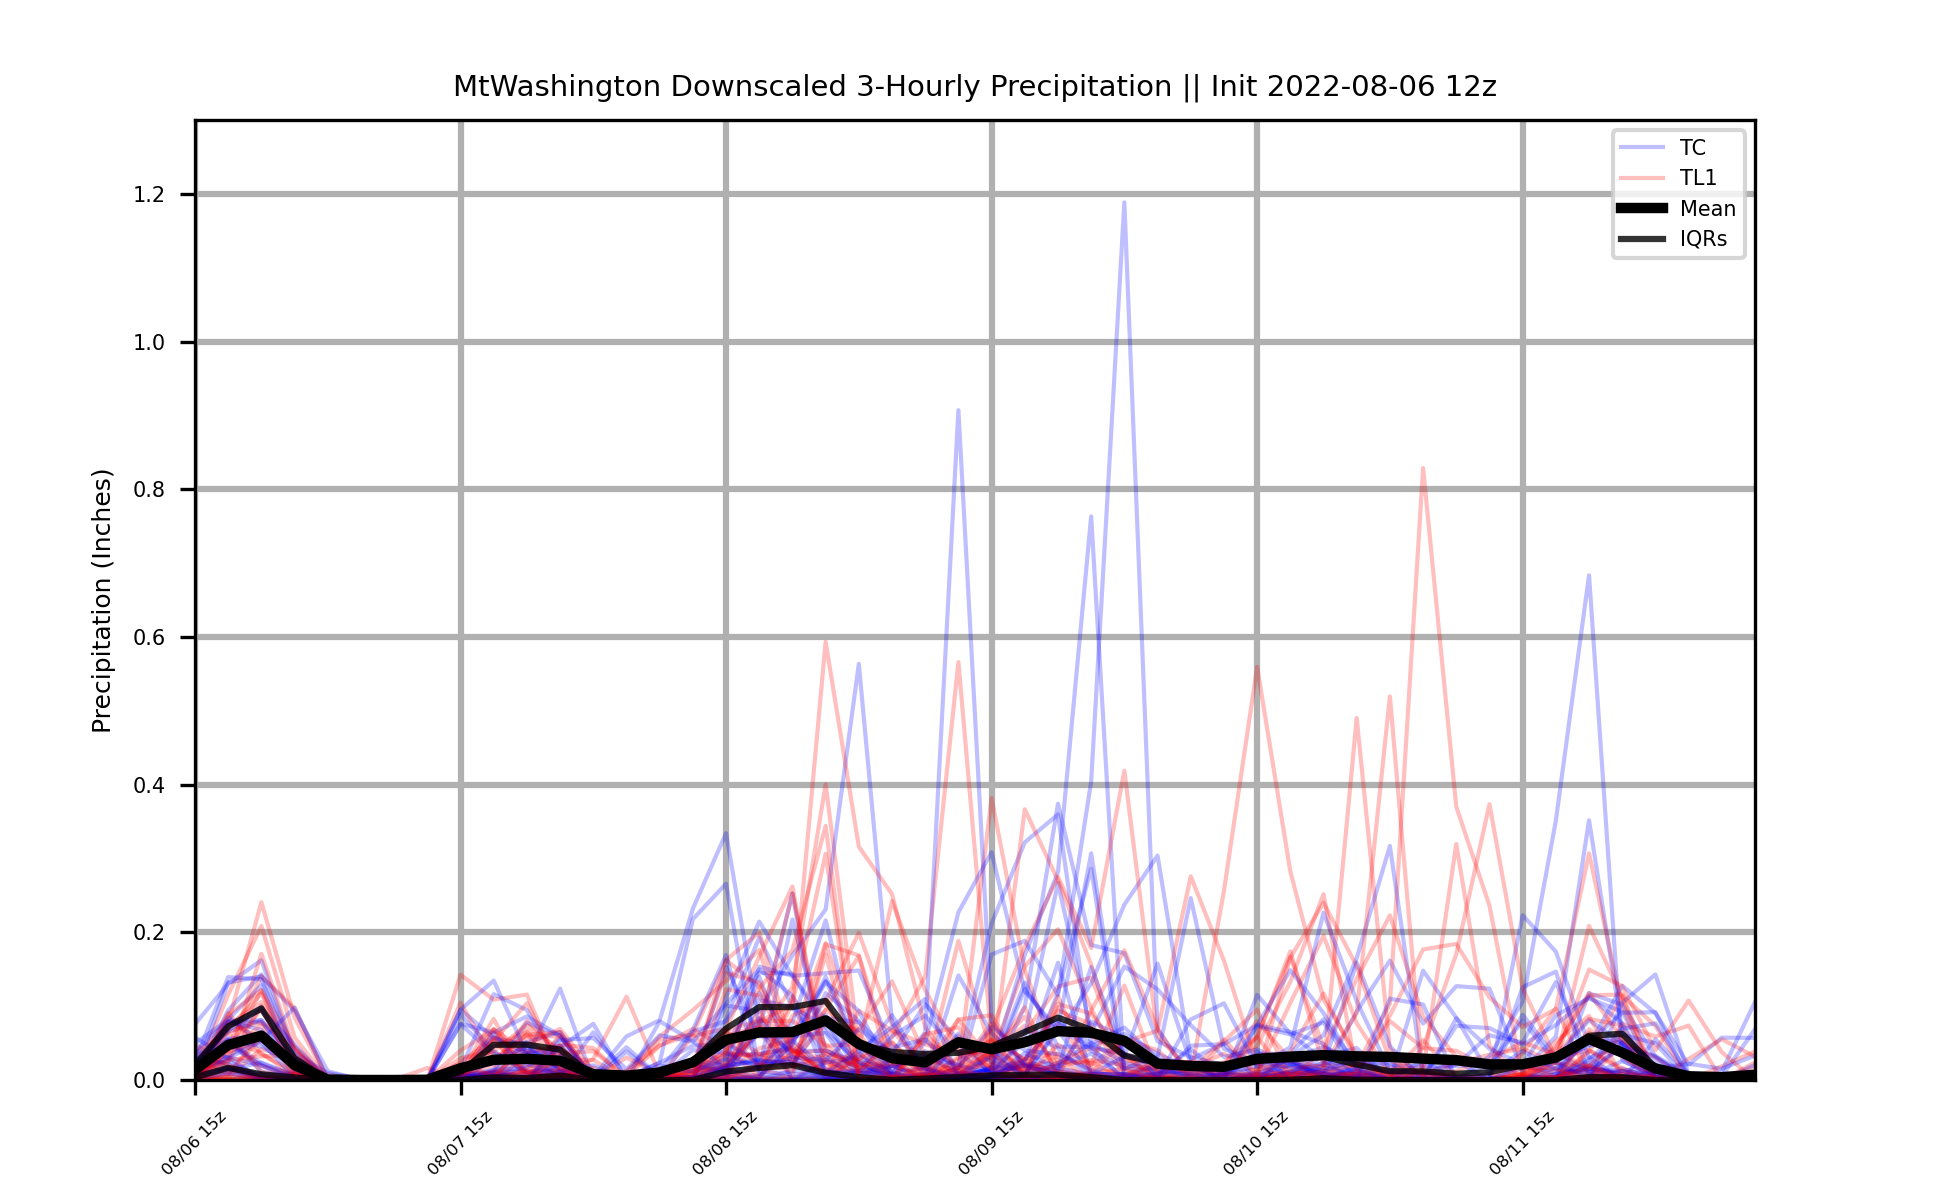 MtWashington Downscaled 3-Hourly Precipitation || Init 2022-08-06 12z
TC
TL1
Mean
IQRs
Precipitation (Inches)
1.2
1.0
0.8
0.6
0.4
0.2
0.0
08/06 15z
08/07 15z
08/08 15z
08/09 15z
08/10 15z
08/11 15z